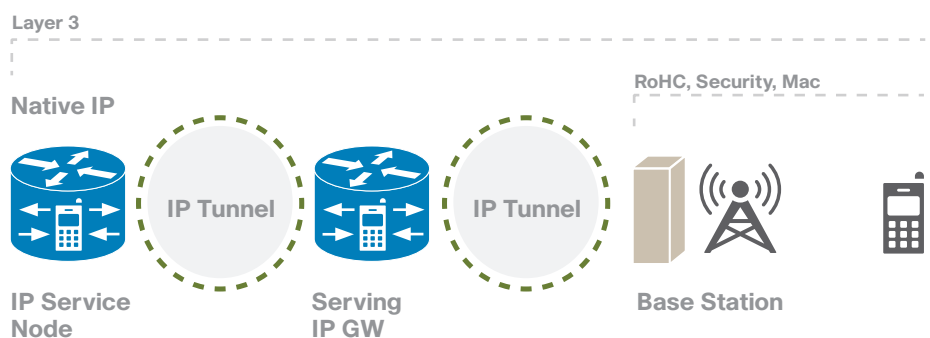 Layer 3
RoHC, Security, Mac
Native IP
IP Tunnel
IP Tunnel
IP Service
Node
Serving
IP GW
Base Station